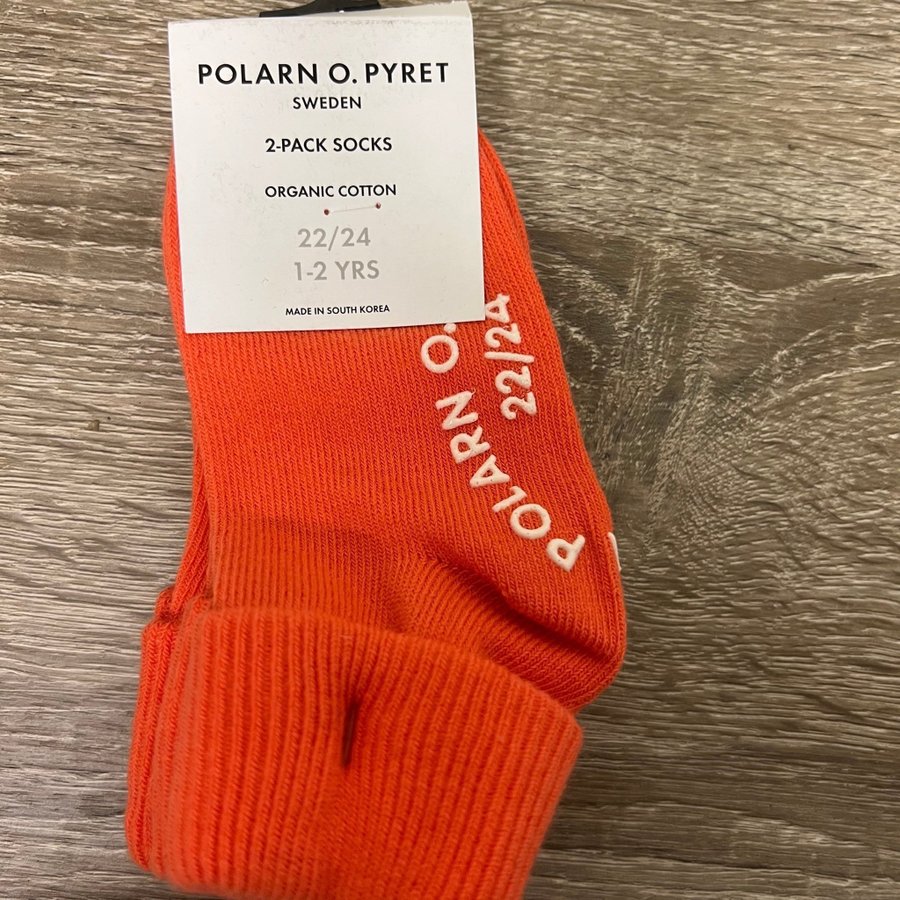 POLARN O. PYRET
SWEDEN
2-PACK SOCKS
ORGANIC COTTON
22/24
1-2 YRS
MADE IN SOUTH KOREA
POLARN O.
22/24